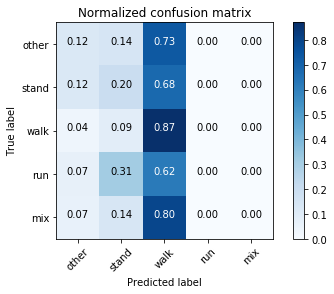 Normalized confusion matrix
True label
other 0.12 0.14 0.73 0.00 0.00
stand 0.12 0.20 0.68 0.00 0.00
walk 0.04 0.09 0.87 0.00 0.00
run 0.07 0.31 0.62 0.00 0.00
mix 0.07 0.14 0.80 0.00 0.00
other stand walk run mix
Predicted label
0.8
0.7
0.6
0.5
0.4
0.3
0.2
0.1
0.0